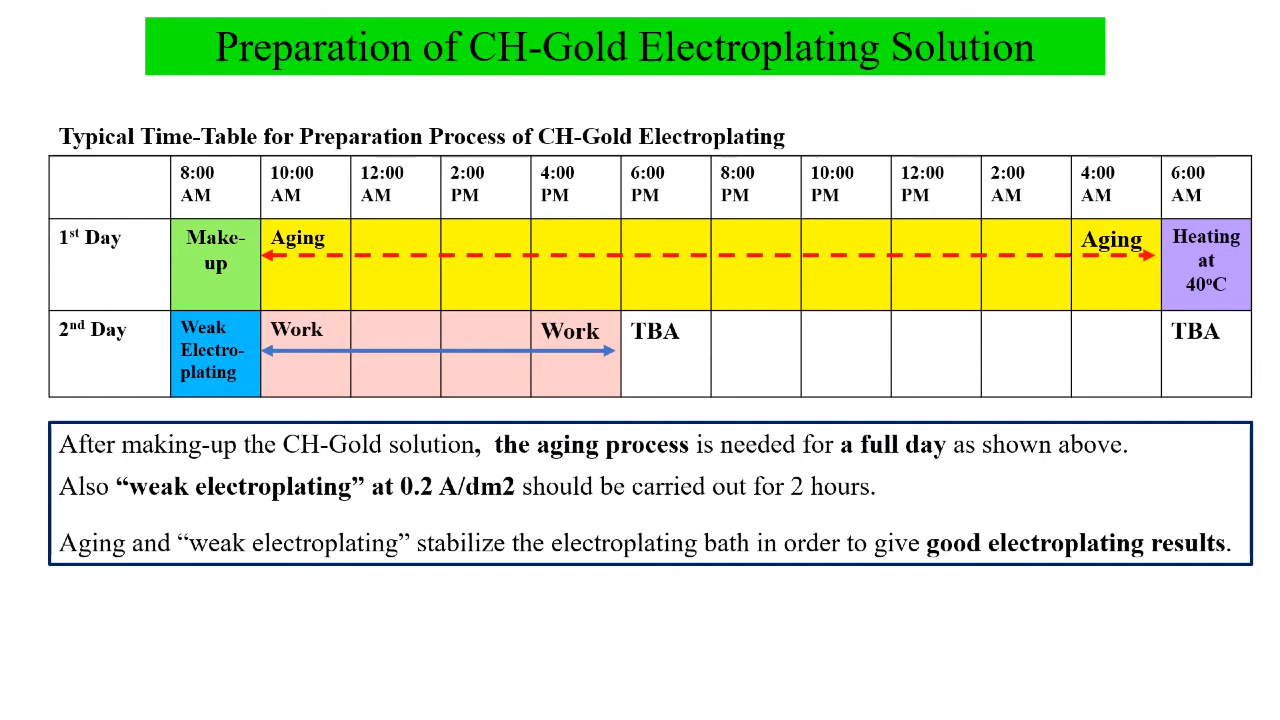 Preparation of CH-Gold Electroplating Solution
Typical Time-Table for Preparation Process of CH-Gold Electroplating
8:00 AM 10:00 AM 12:00 AM 2:00 PM 4:00 PM 6:00 PM 8:00 PM 10:00 PM 12:00 PM 2:00 AM 4:00 AM 6:00 AM
1st Day Make-up Aging Aging Heating at 40°C
2nd Day Weak Electro-plating Work Work TBA TBA
After making-up the CH-Gold solution, the aging process is needed for a full day as shown above.
Also “weak electroplating” at 0.2 A/dm2 should be carried out for 2 hours.
Aging and “weak electroplating” stabilize the electroplating bath in order to give good electroplating results.